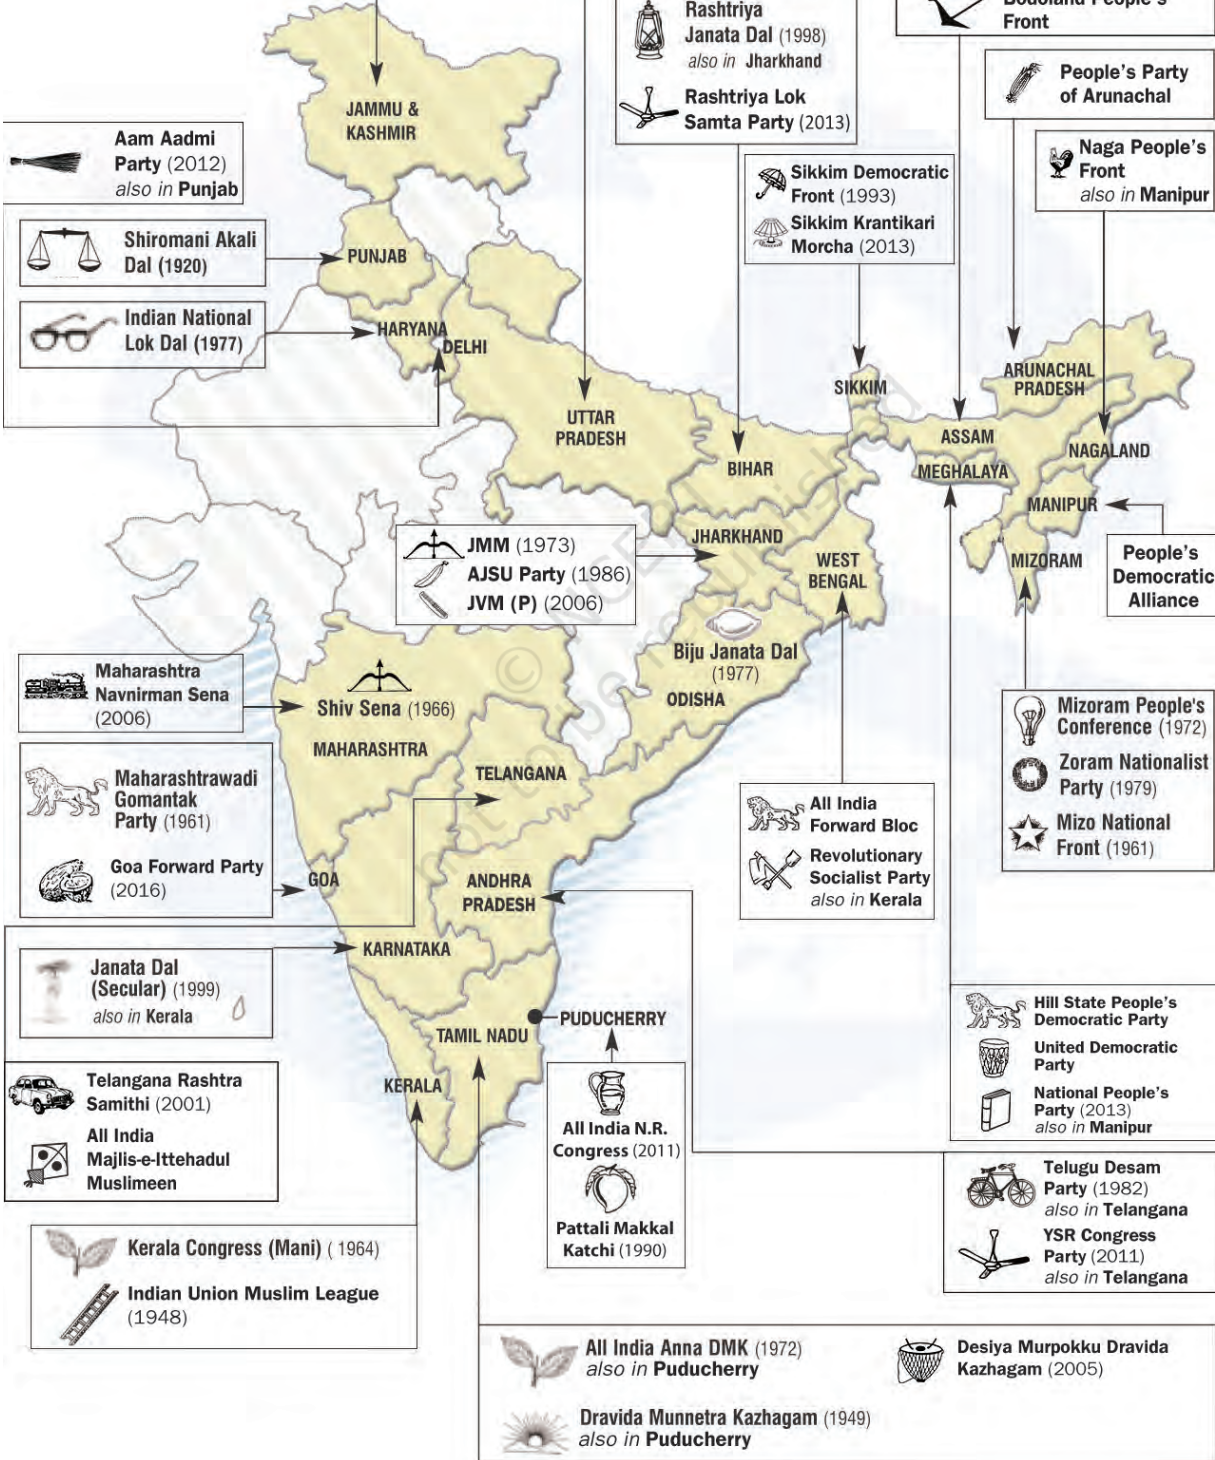 Rashtriya
Janata Dal (1998)
also in Jharkhand
Rashtriya Lok
Samta Party (2013)
Bodoland People's
Front
People's Party
of Arunachal
Naga People's
Front
also in Manipur
JAMMU &
KASHMIR
Aam Aadmi
Party (2012)
also in Punjab
Sikkim Democratic
Front (1993)
Sikkim Krantikari
Morcha (2013)
Shiromani Akali
Dal (1920)
PUNJAB
Indian National
Lok Dal (1977)
HARYANA
DELHI
SIKKIM
ARUNACHAL
PRADESH
UTTAR
PRADESH
BIHAR
ASSAM
NAGALAND
MEGHALAYA
MANIPUR
JMM (1973)
AJSU Party (1986)
JVM (P) (2006)
JHARKHAND
WEST
BENGAL
MIZORAM
People's
Democratic
Alliance
Biju Janata Dal
(1977)
ODISHA
Maharashtra
Navnirman Sena
(2006)
Shiv Sena (1966)
MAHARASHTRA
Mizoram People's
Conference (1972)
Zoram Nationalist
Party (1979)
Mizo National
Front (1961)
Maharashtrawadi
Gomantak
Party (1961)
Goa Forward Party
(2016)
TELANGANA
GOA
ANDHRA
PRADESH
All India
Forward Bloc
Revolutionary
Socialist Party
also in Kerala
KARNATAKA
Janata Dal
(Secular) (1999)
also in Kerala
PUDUCHERRY
TAMIL NADU
KERALA
Hill State People's
Democratic Party
United Democratic
Party
National People's
Party (2013)
also in Manipur
Telangana Rashtra
Samithi (2001)
All India
Majlis-e-Ittehadul
Muslimeen
All India N.R.
Congress (2011)
Pattali Makkal
Katchi (1990)
Telugu Desam
Party (1982)
also in Telangana
YSR Congress
Party (2011)
also in Telangana
Kerala Congress (Mani) ( 1964)
Indian Union Muslim League
(1948)
All India Anna DMK (1972)
also in Puducherry
Desiya Murpokku Dravida
Kazhagam (2005)
Dravida Munnetra Kazhagam (1949)
also in Puducherry
© NCERT
not to be republished